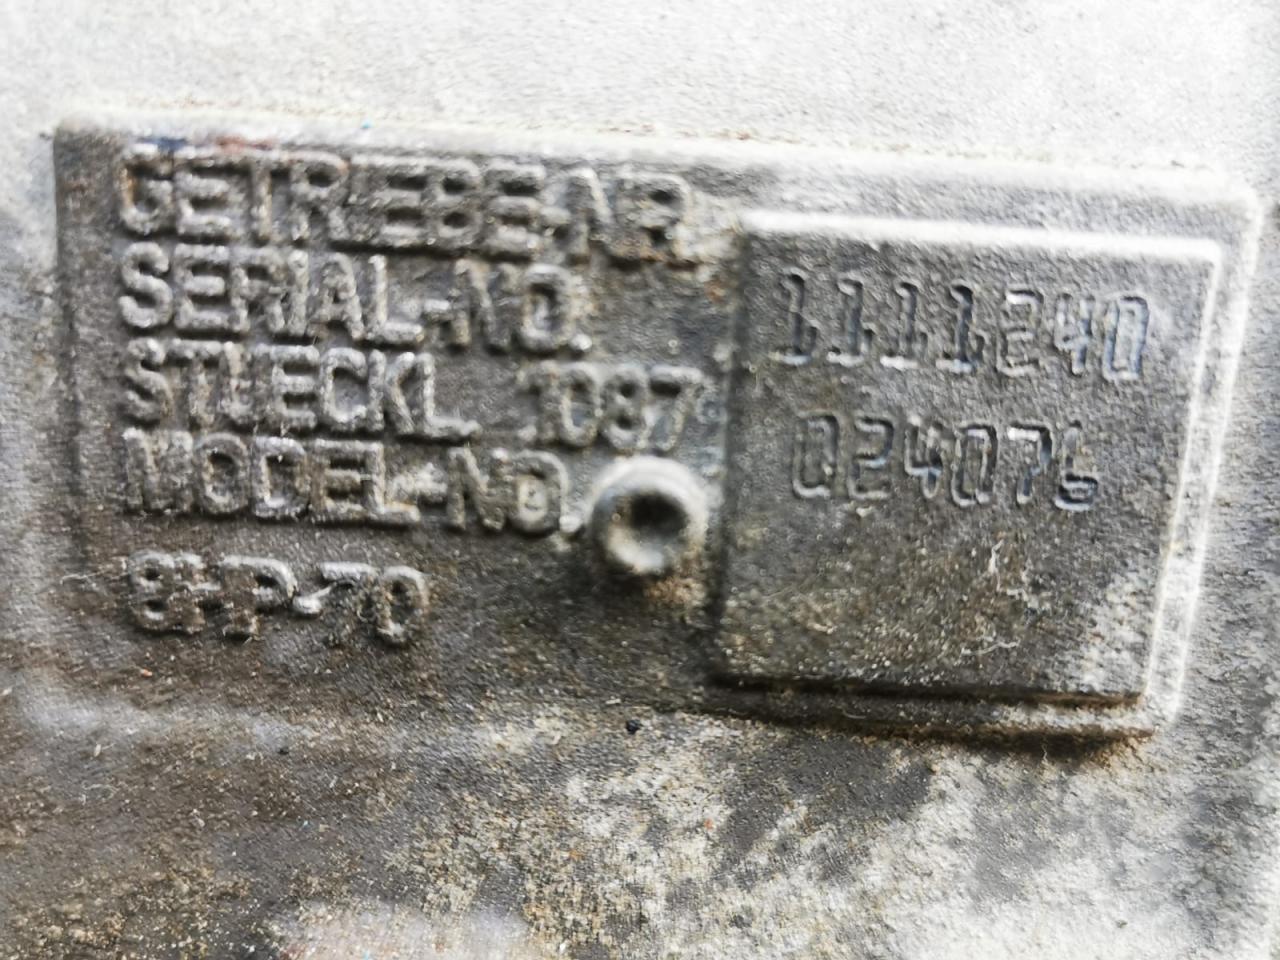 GETRIEBE-NR
SERIAL-NO. 1111240
STUECKL. 1087 024076
MODEL-NO.
8HP-70